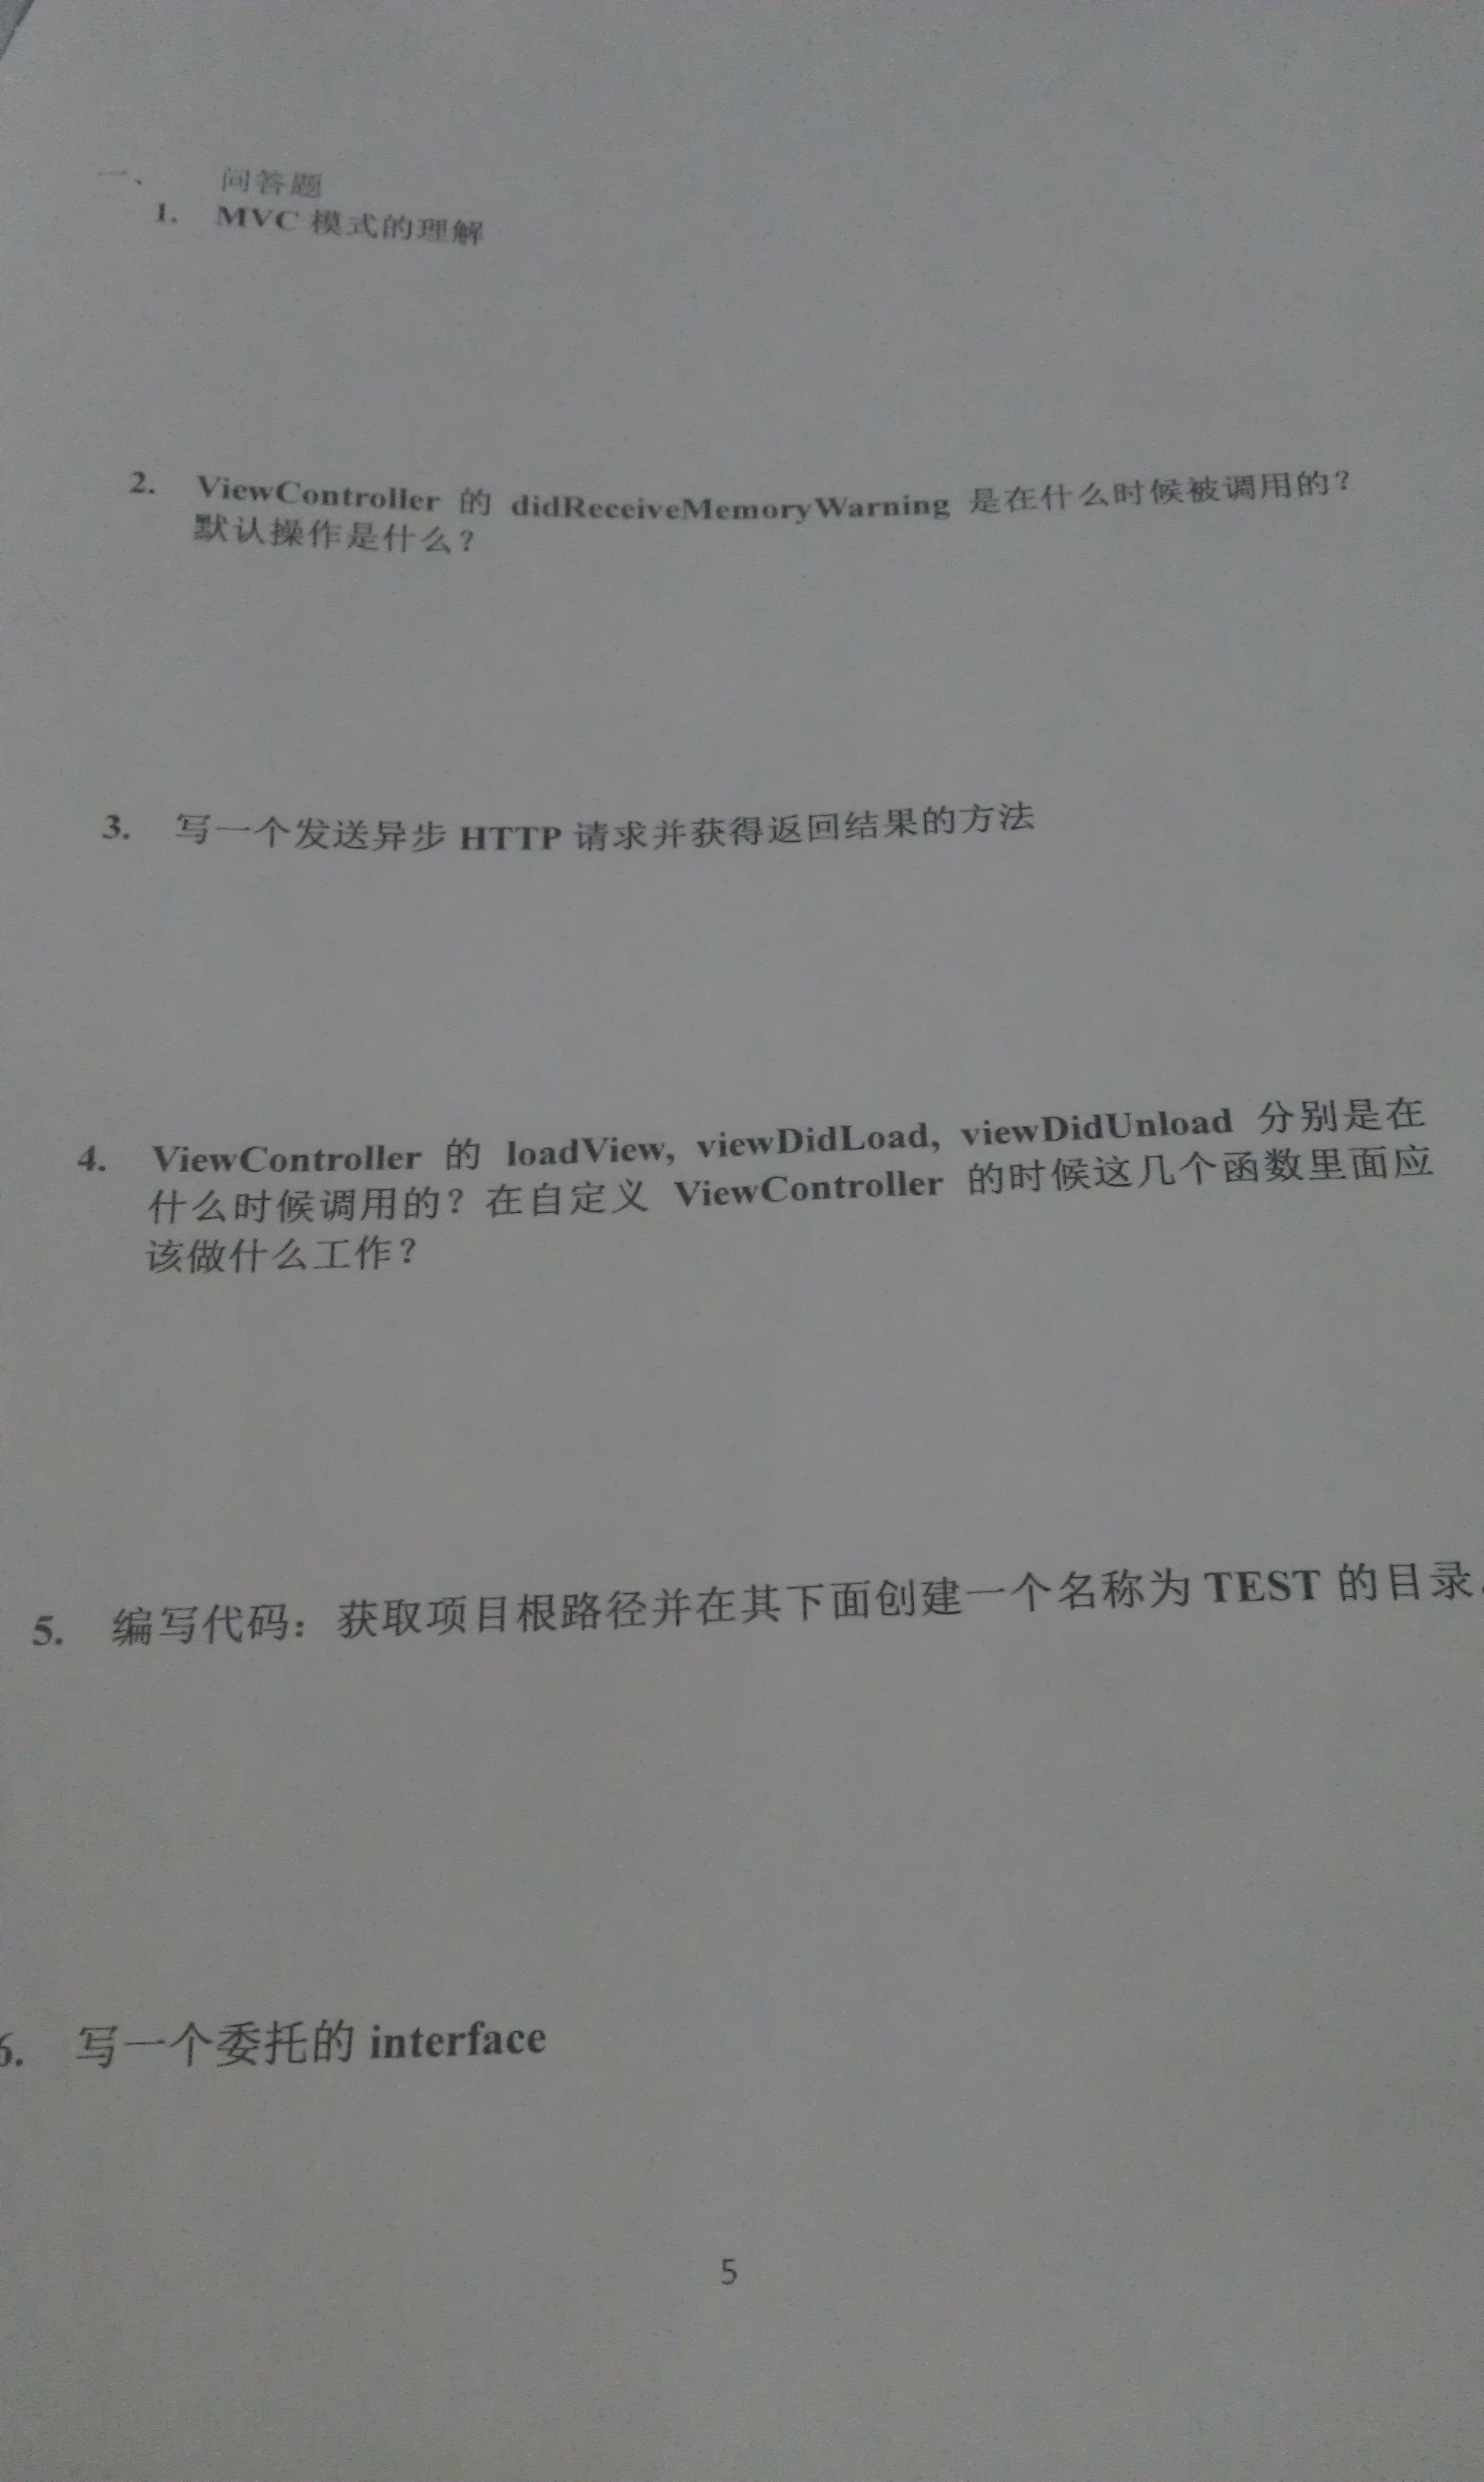 一、 问答题
1. MVC 模式的理解
2. ViewController 的 didReceiveMemoryWarning 是在什么时候被调用的？
默认操作是什么？
3. 写一个发送异步 HTTP 请求并获得返回结果的方法
4. ViewController 的 loadView, viewDidLoad, viewDidUnload 分别是在
什么时候调用的？在自定义 ViewController 的时候这几个函数里面应
该做什么工作？
5. 编写代码：获取项目根路径并在其下面创建一个名称为 TEST 的目录.
6. 写一个委托的 interface
5